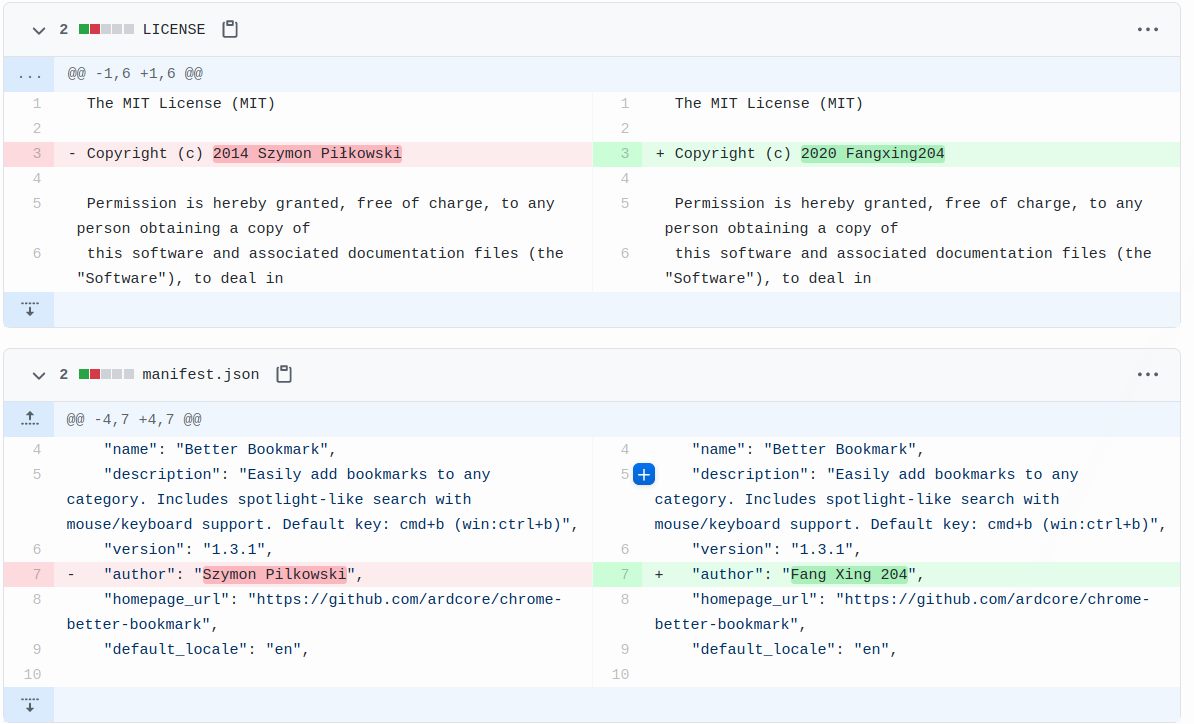 2 LICENSE
... @@ -1,6 +1,6 @@
1 The MIT License (MIT)
2
3 - Copyright (c) 2014 Szymon Piłkowski
4
5 Permission is hereby granted, free of charge, to any
person obtaining a copy of
6 this software and associated documentation files (the
"Software"), to deal in
1 The MIT License (MIT)
2
3 + Copyright (c) 2020 Fangxing204
4
5 Permission is hereby granted, free of charge, to any
person obtaining a copy of
6 this software and associated documentation files (the
"Software"), to deal in
2 manifest.json
@@ -4,7 +4,7 @@
4 "name": "Better Bookmark",
5 "description": "Easily add bookmarks to any
category. Includes spotlight-like search with
mouse/keyboard support. Default key: cmd+b (win:ctrl+b)",
6 "version": "1.3.1",
7 - "author": "Szymon Pilkowski",
8 "homepage_url": "https://github.com/ardcore/chrome-
better-bookmark",
9 "default_locale": "en",
10
4 "name": "Better Bookmark",
5 "description": "Easily add bookmarks to any
category. Includes spotlight-like search with
mouse/keyboard support. Default key: cmd+b (win:ctrl+b)",
6 "version": "1.3.1",
7 + "author": "Fang Xing 204",
8 "homepage_url": "https://github.com/ardcore/chrome-
better-bookmark",
9 "default_locale": "en",
10